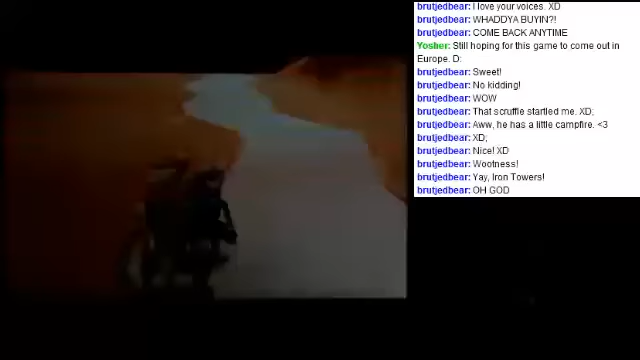 brutjedbear: I love your voices. XD
brutjedbear: WHADDYA BUYIN?!
brutjedbear: COME BACK ANYTIME
Yosher: Still hoping for this game to come out in
Europe. D:
brutjedbear: Sweet!
brutjedbear: No kidding!
brutjedbear: WOW
brutjedbear: That scruffle startled me. XD;
brutjedbear: Aww, he has a little campfire. <3
brutjedbear: XD;
brutjedbear: Nice! XD
brutjedbear: Wootness!
brutjedbear: Yay, Iron Towers!
brutjedbear: OH GOD